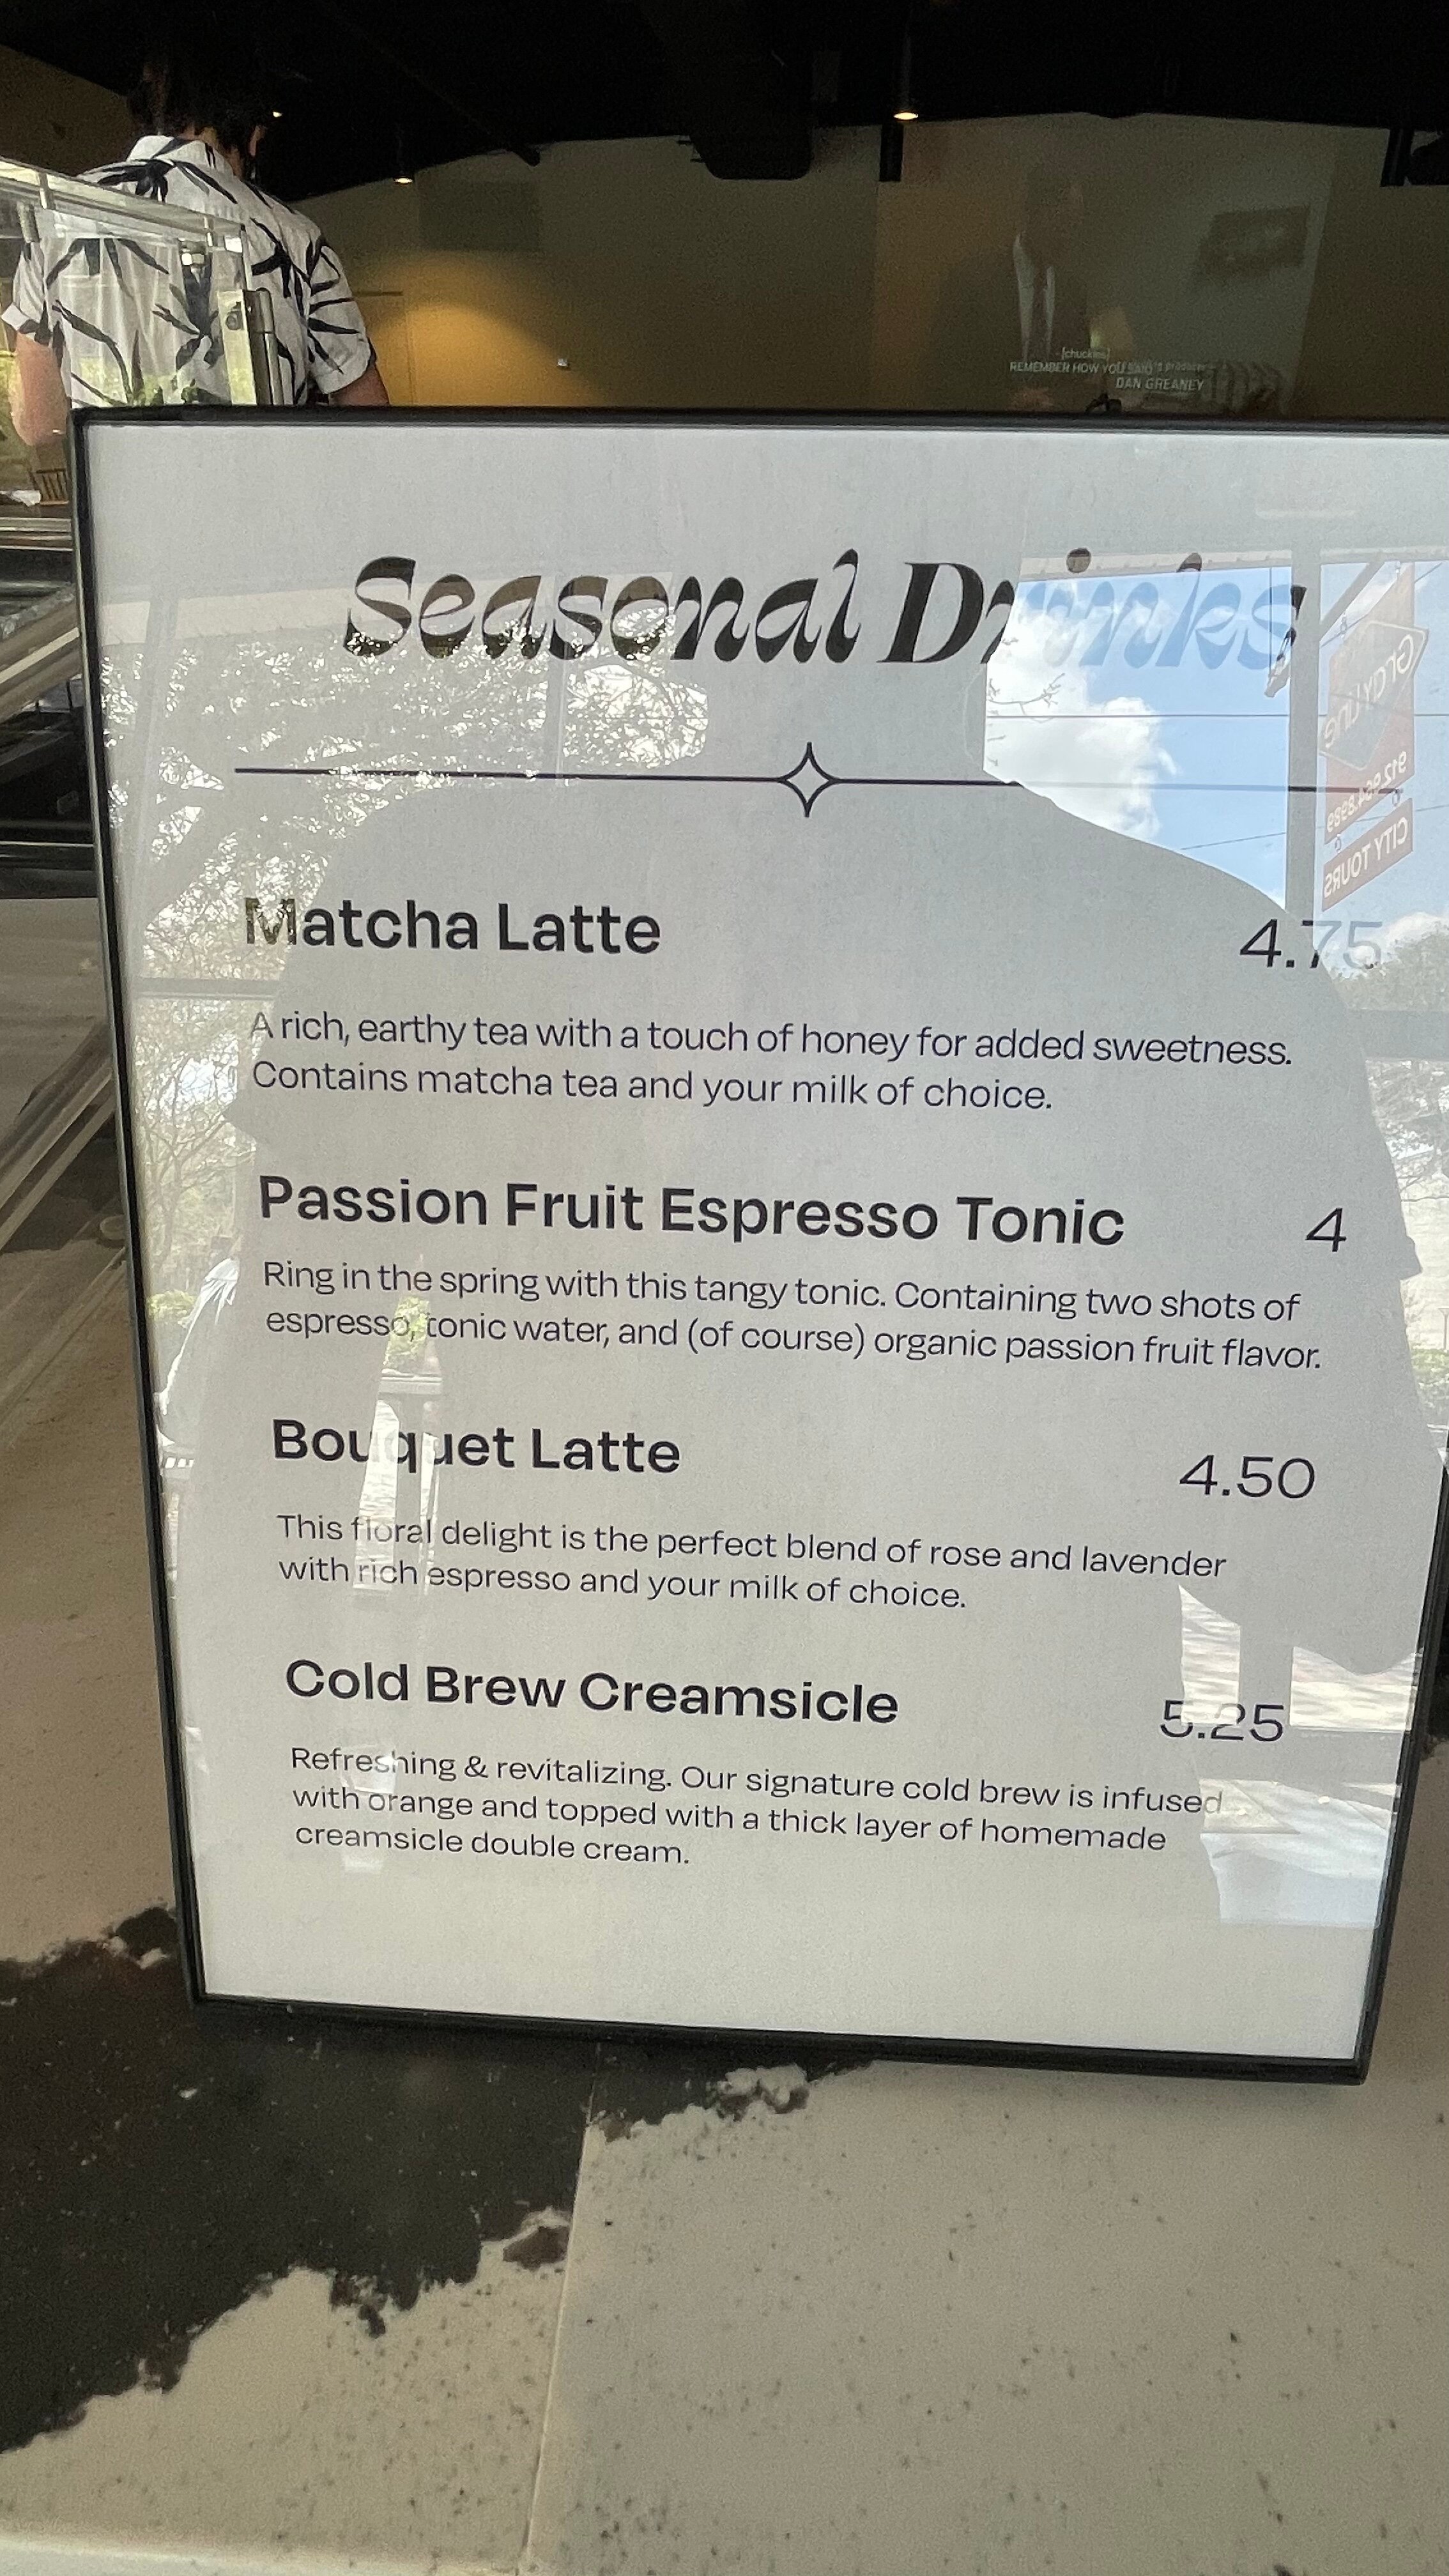 [chuckles]
REMEMBER HOW YOU SAID
DAN GREANEY
Seasonal Drinks
Matcha Latte 4.75
A rich, earthy tea with a touch of honey for added sweetness.
Contains matcha tea and your milk of choice.
Passion Fruit Espresso Tonic 4
Ring in the spring with this tangy tonic. Containing two shots of
espresso, tonic water, and (of course) organic passion fruit flavor.
Bouquet Latte 4.50
This floral delight is the perfect blend of rose and lavender
with rich espresso and your milk of choice.
Cold Brew Creamsicle 5.25
Refreshing & revitalizing. Our signature cold brew is infused
with orange and topped with a thick layer of homemade
creamsicle double cream.
Gray Line
CITY TOURS